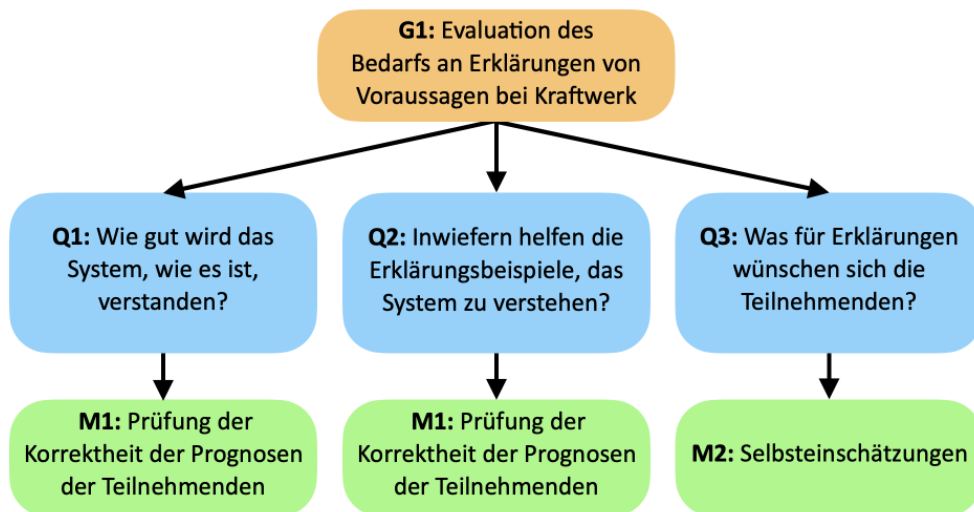 G1: Evaluation des
Bedarfs an Erklärungen von
Voraussagen bei Kraftwerk
Q1: Wie gut wird das
System, wie es ist,
verstanden?
Q2: Inwiefern helfen die
Erklärungsbeispiele, das
System zu verstehen?
Q3: Was für Erklärungen
wünschen sich die
Teilnehmenden?
M1: Prüfung der
Korrektheit der Prognosen
der Teilnehmenden
M1: Prüfung der
Korrektheit der Prognosen
der Teilnehmenden
M2: Selbsteinschätzungen